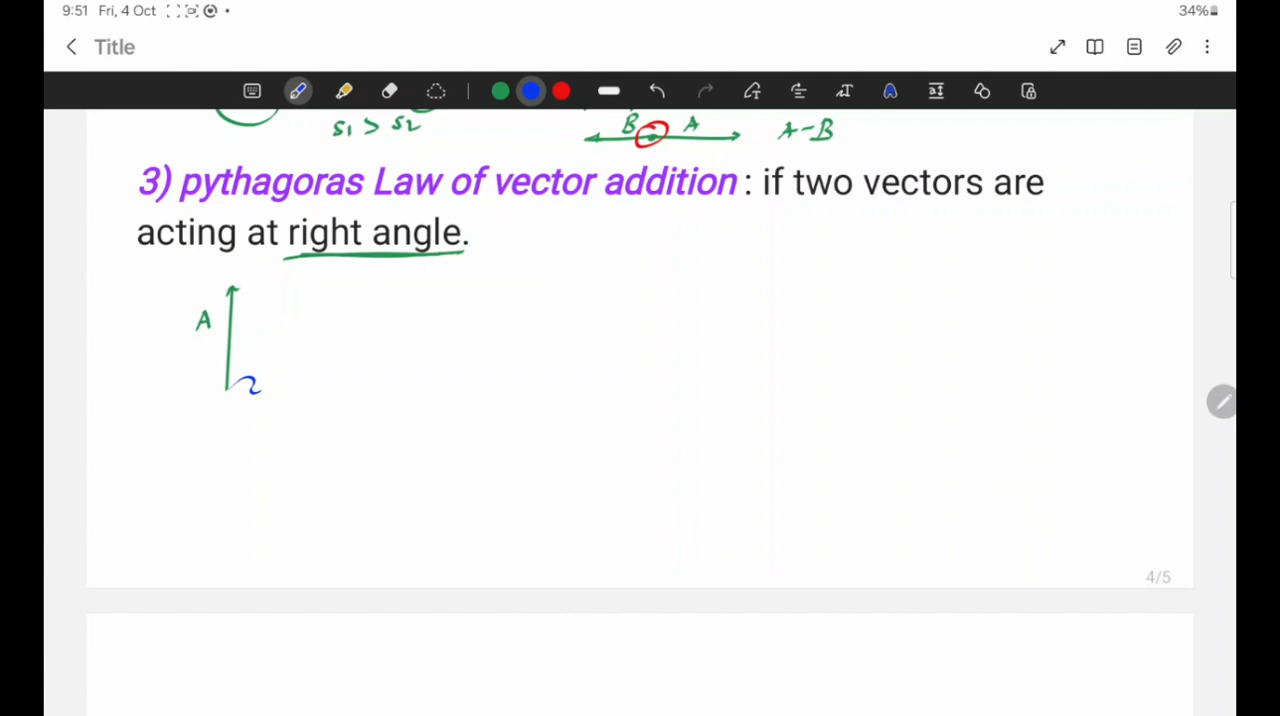 9:51 Fri, 4 Oct
34%
Title
S1 > S2
B A
A-B
3) pythagoras Law of vector addition : if two vectors are
acting at right angle.
A
4/5